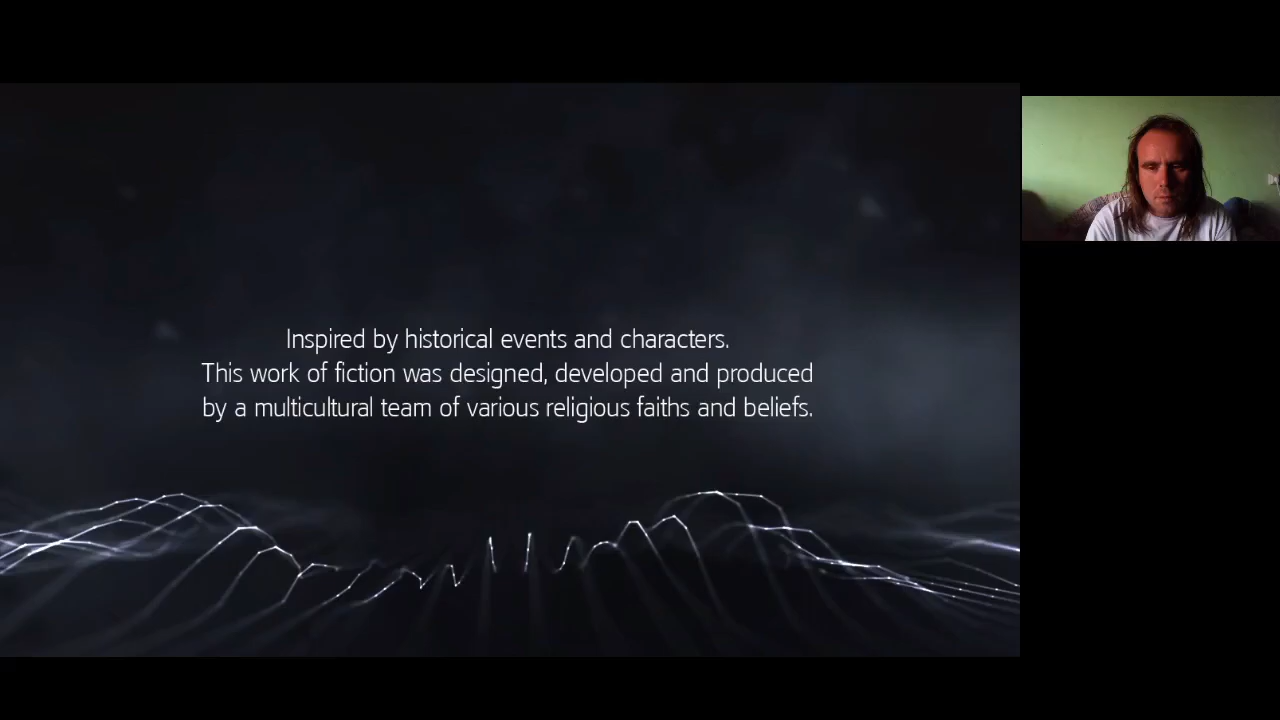 Inspired by historical events and characters.
This work of fiction was designed, developed and produced
by a multicultural team of various religious faiths and beliefs.